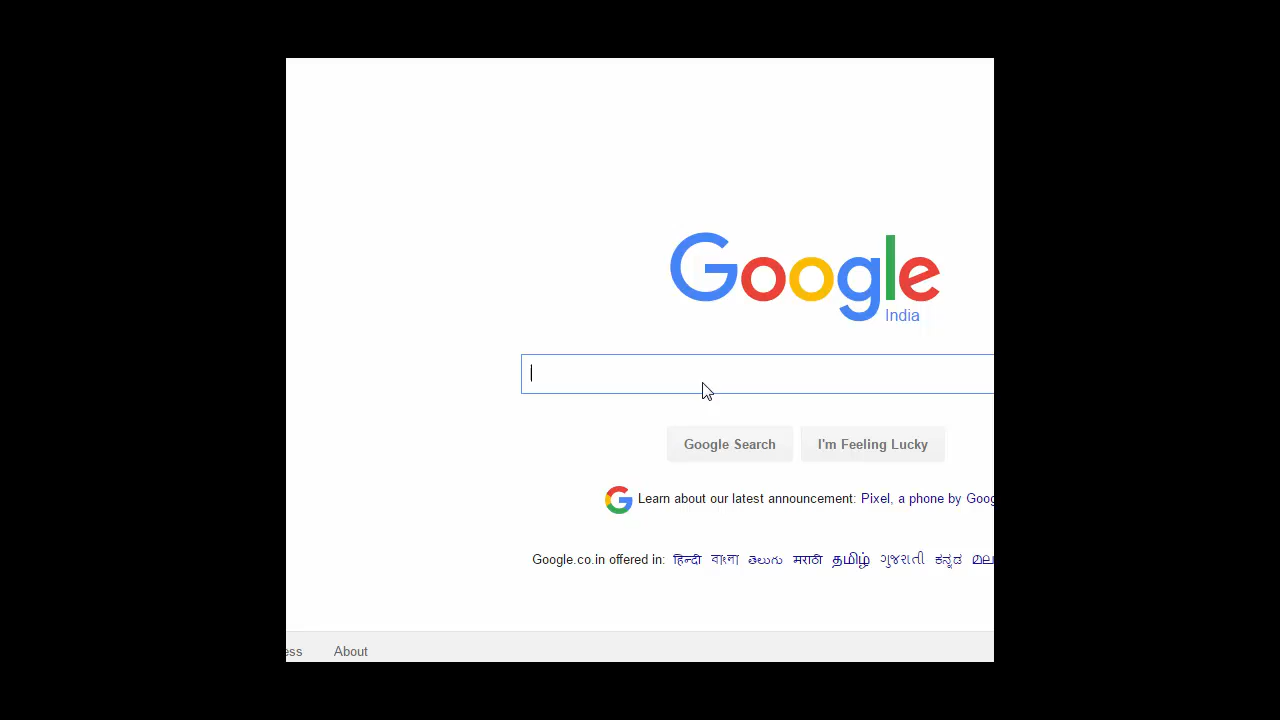 Google
India
Google Search I'm Feeling Lucky
Learn about our latest announcement: Pixel, a phone by
Google.co.in offered in: हिन्दी বাংলা తెలుగు मराठी தமிழ் ગુજરાતી ಕನ್ನಡ
About